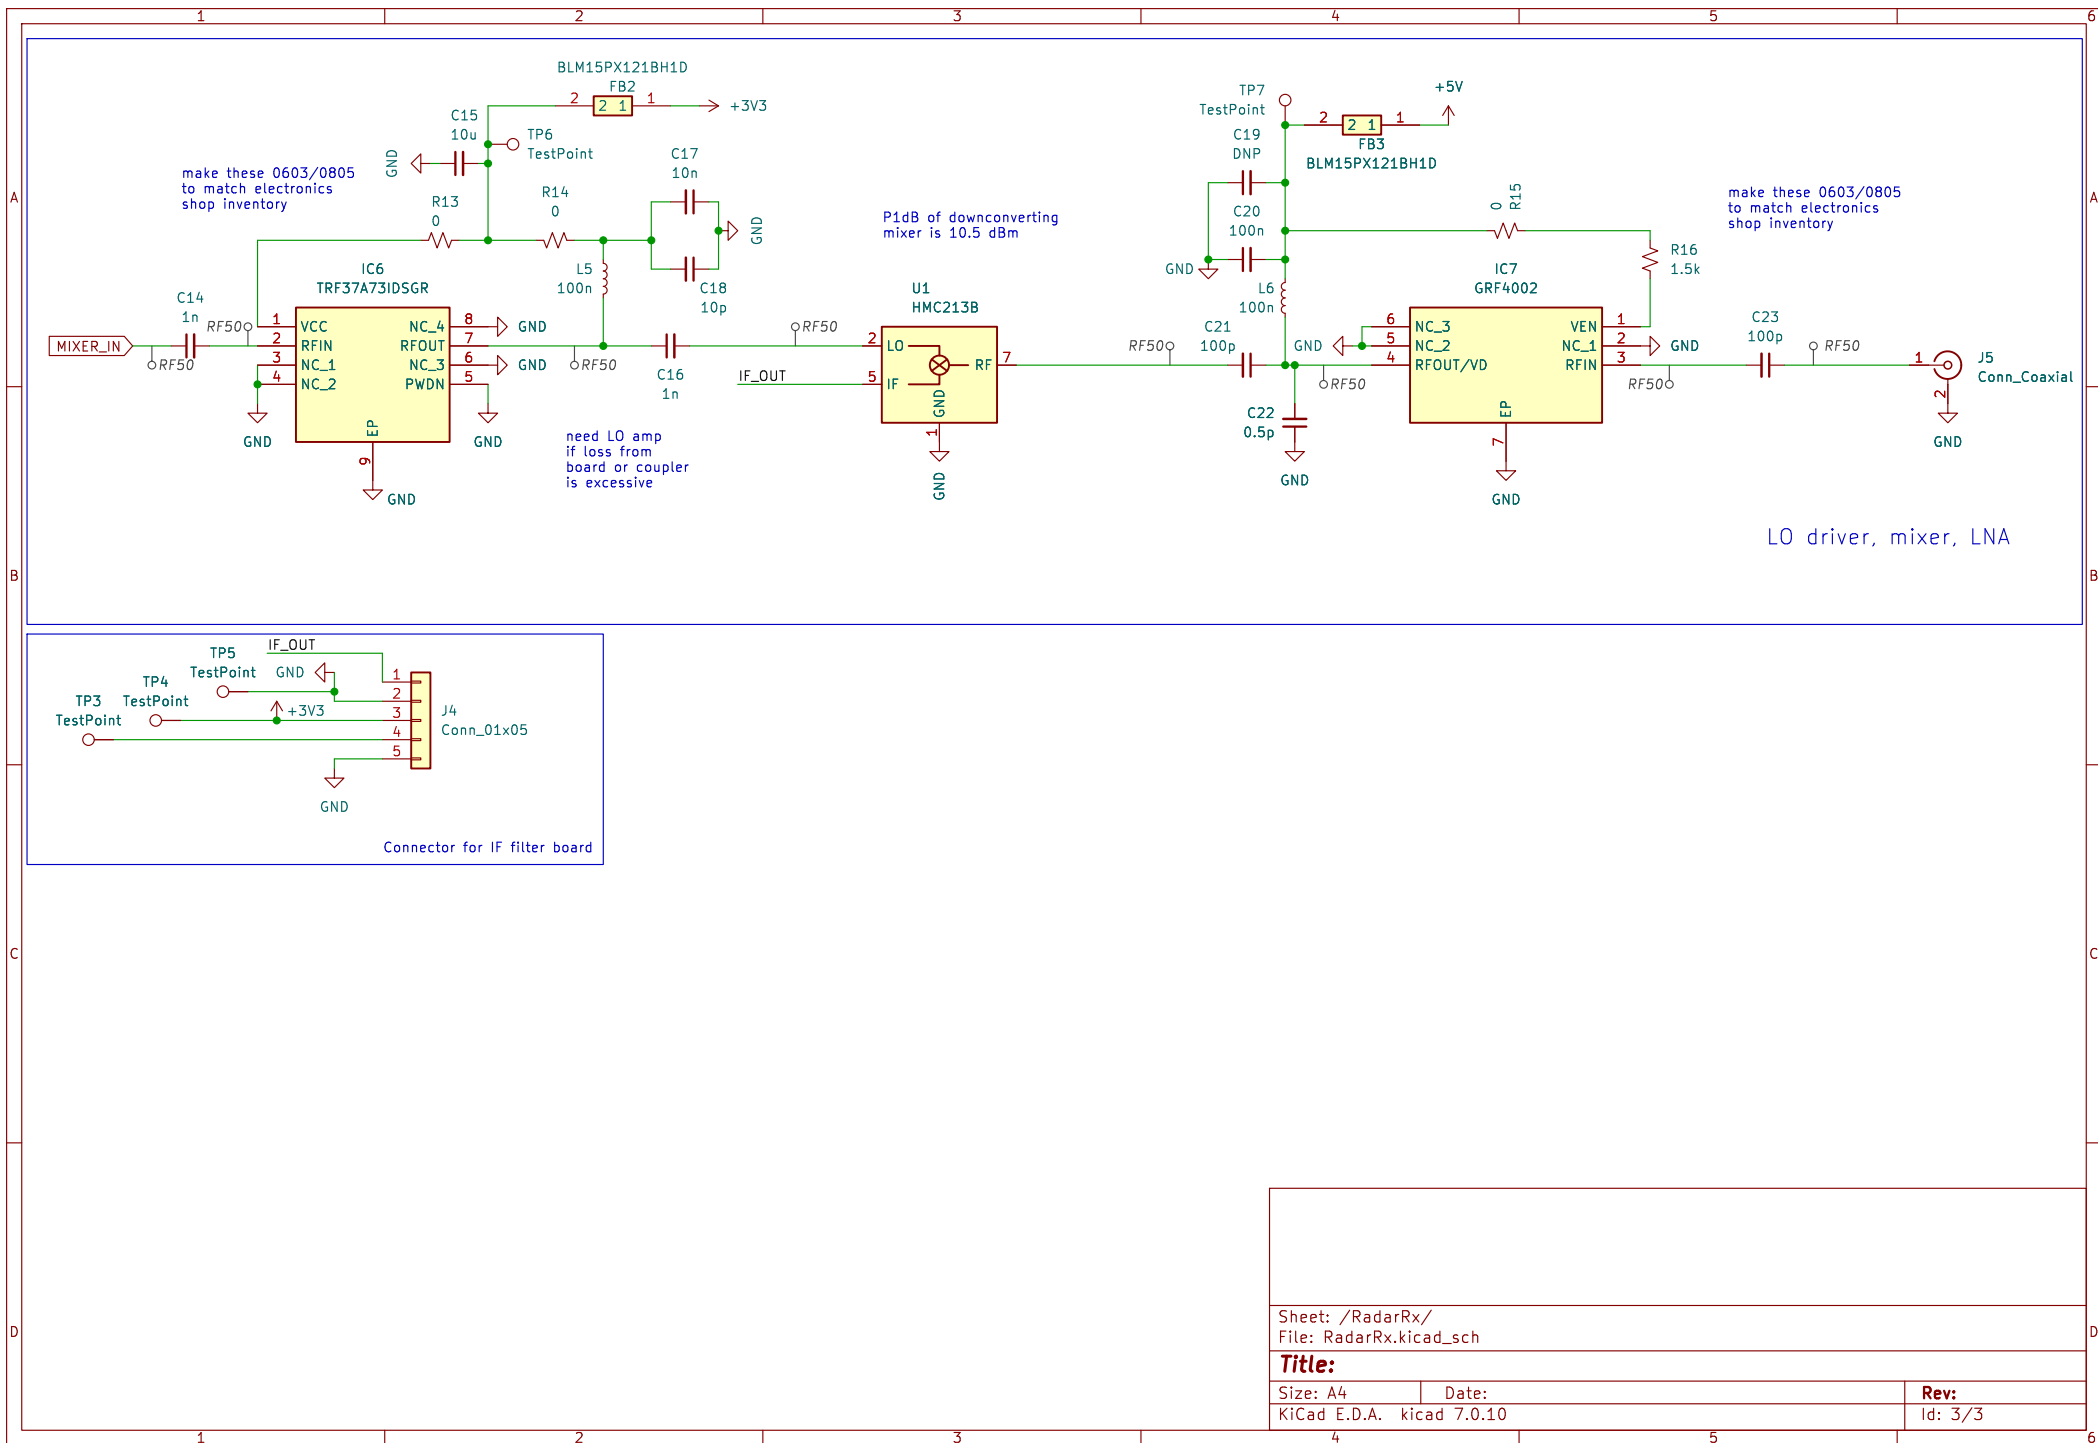 1 2 3 4 5 6
A
B
C
D
BLM15PX121BH1D
FB2
2 2 1 1
+3V3
C15
10u
GND
TP6
TestPoint
make these 0603/0805
to match electronics
shop inventory
R13
0
R14
0
C17
10n
GND
C18
10p
L5
100n
IC6
TRF37A73IDSGR
C14
1n
MIXER_IN
RF50
RF50
1 VCC
2 RFIN
3 NC_1
4 NC_2
NC_4 8
RFOUT 7
NC_3 6
PWDN 5
EP
9
GND
GND
GND
GND
GND
RF50
C16
1n
RF50
need LO amp
if loss from
board or coupler
is excessive
P1dB of downconverting
mixer is 10.5 dBm
U1
HMC213B
IF_OUT
2 LO
5 IF
RF 7
GND
1
GND
TP7
TestPoint
+5V
2 2 1 1
FB3
BLM15PX121BH1D
C19
DNP
C20
100n
GND
L6
100n
C21
100p
RF50
GND
RF50
C22
0.5p
GND
0
R15
R16
1.5k
make these 0603/0805
to match electronics
shop inventory
IC7
GRF4002
6 NC_3
5 NC_2
4 RFOUT/VD
VEN 1
NC_1 2
RFIN 3
EP
7
GND
GND
RF50
C23
100p
RF50
1
2
J5
Conn_Coaxial
GND
LO driver, mixer, LNA
IF_OUT
TP5
TestPoint
GND
TP4
TestPoint
+3V3
TP3
TestPoint
1
2
3
4
5
J4
Conn_01x05
GND
Connector for IF filter board
Sheet: /RadarRx/
File: RadarRx.kicad_sch
Title:
Size: A4 Date: Rev:
KiCad E.D.A. kicad 7.0.10 Id: 3/3
A
B
C
D
1 2 3 4 5 6